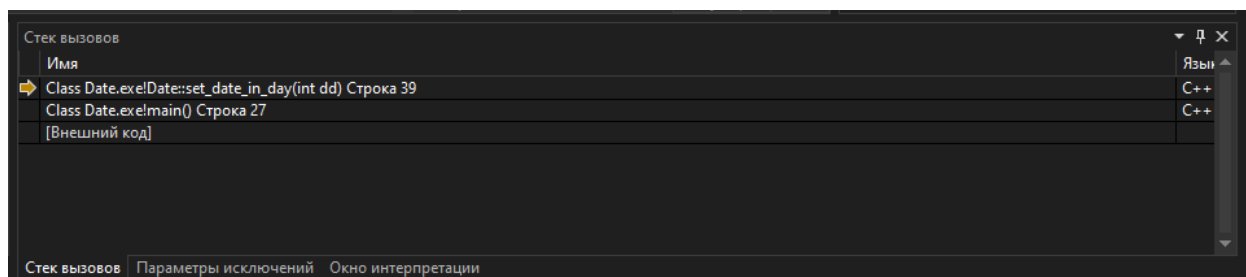 Стек вызовов
Имя Язык
Class Date.exe!Date::set_date_in_day(int dd) Строка 39 C++
Class Date.exe!main() Строка 27 C++
[Внешний код]
Стек вызовов Параметры исключений Окно интерпретации